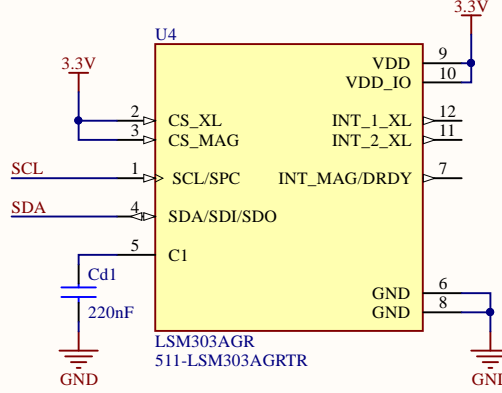 3.3V
U4
3.3V
VDD 9
VDD_IO 10
2 CS_XL
INT_1_XL 12
3 CS_MAG
INT_2_XL 11
SCL 1 SCL/SPC
INT_MAG/DRDY 7
SDA 4 SDA/SDI/SDO
5 C1
Cd1
220nF
GND 6
GND 8
LSM303AGR
511-LSM303AGRTR
GND
GND